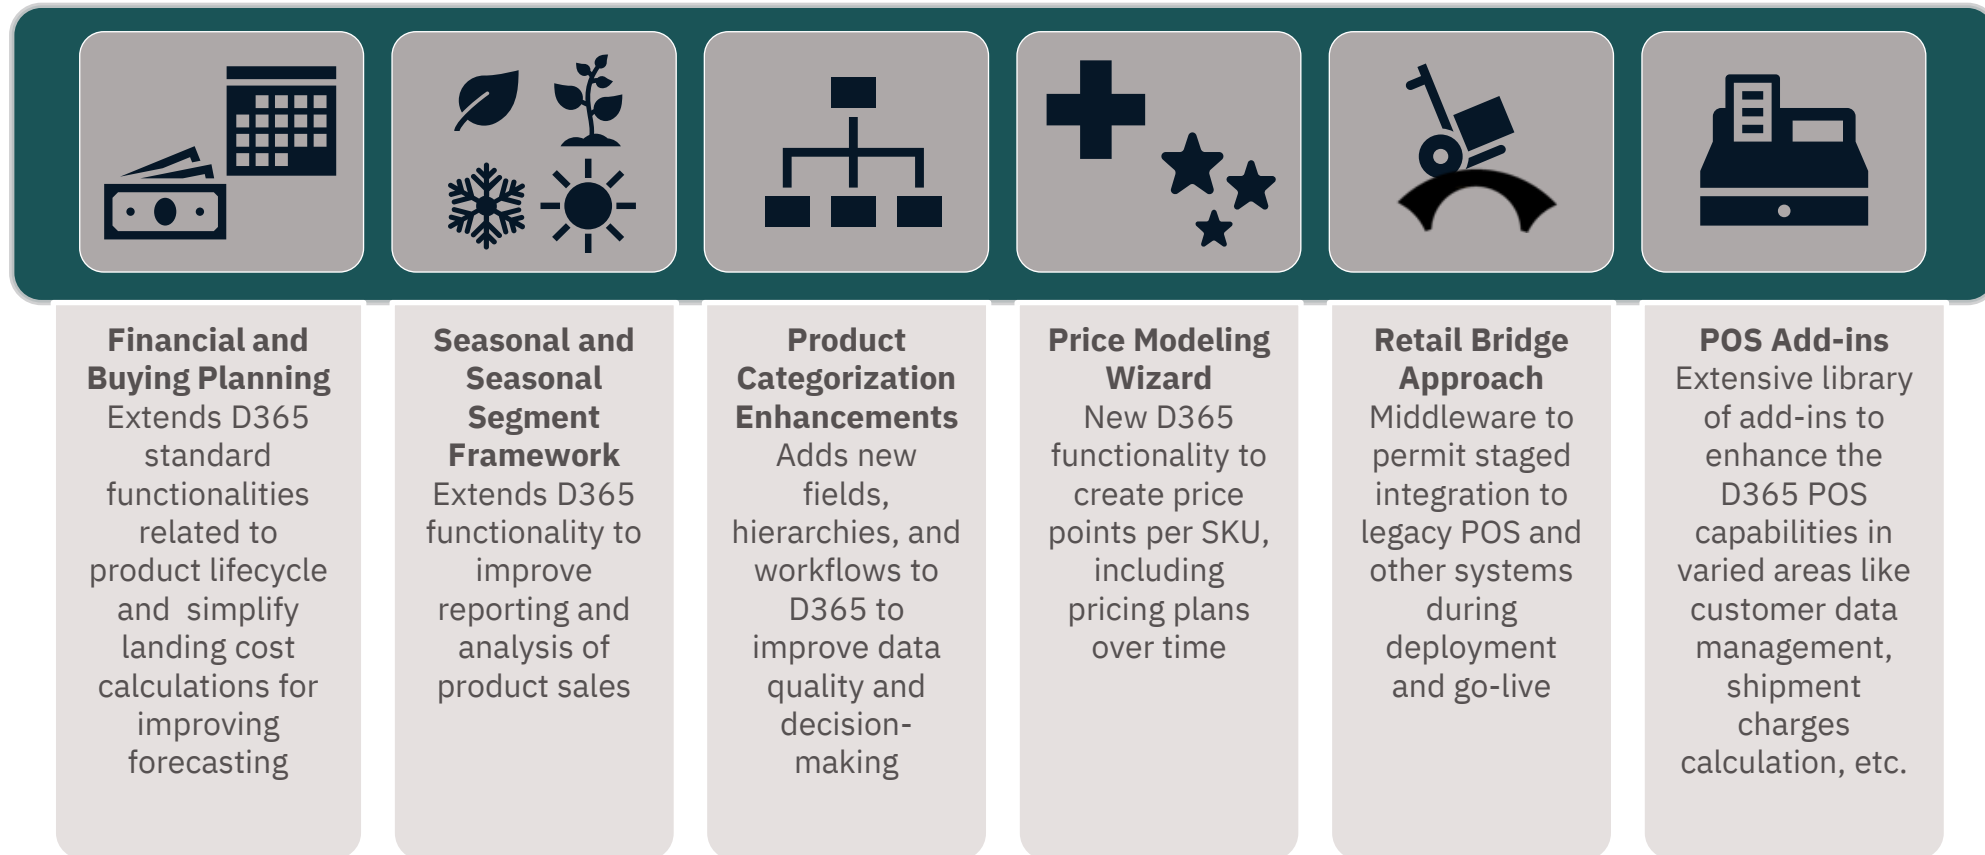 Financial and
Buying Planning
Extends D365
standard
functionalities
related to
product lifecycle
and  simplify
landing cost
calculations for
improving
forecasting
Seasonal and
Seasonal
Segment
Framework
Extends D365
functionality to
improve
reporting and
analysis of
product sales
Product
Categorization
Enhancements
Adds new
fields,
hierarchies, and
workflows to
D365 to
improve data
quality and
decision-
making
Price Modeling
Wizard
New D365
functionality to
create price
points per SKU,
including
pricing plans
over time
Retail Bridge
Approach
Middleware to
permit staged
integration to
legacy POS and
other systems
during
deployment
and go-live
POS Add-ins
Extensive library
of add-ins to
enhance the
D365 POS
capabilities in
varied areas like
customer data
management,
shipment
charges
calculation, etc.